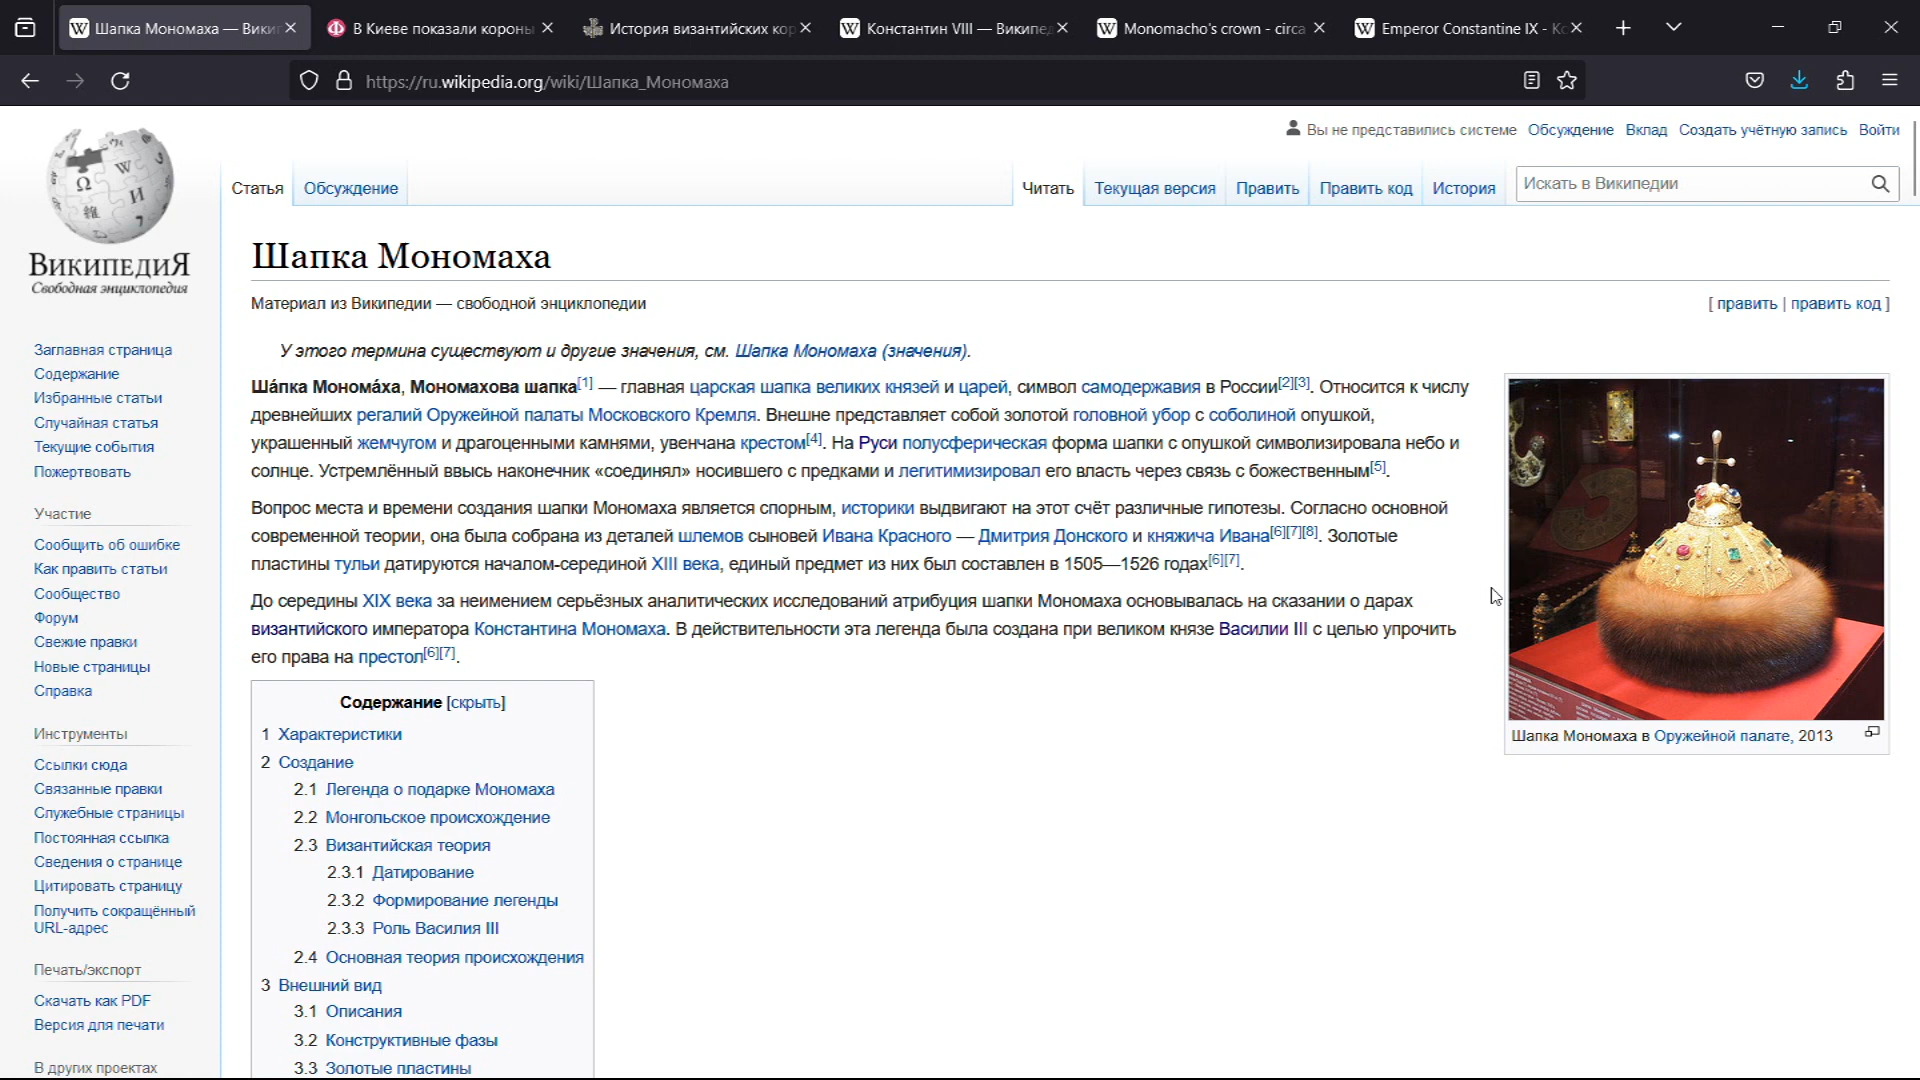 Шапка Мономаха — Вики
В Киеве показали короны
История византийских кор
Константин VIII — Википе
Monomacho's crown - circa
Emperor Constantine IX - Ко
https://ru.wikipedia.org/wiki/Шапка_Мономаха
Вы не представились системе Обсуждение Вклад Создать учётную запись Войти
Статья Обсуждение Читать Текущая версия Править Править код История Искать в Википедии
ВИКИПЕДИЯ
Свободная энциклопедия
Заглавная страница
Содержание
Избранные статьи
Случайная статья
Текущие события
Пожертвовать
Участие
Сообщить об ошибке
Как править статьи
Сообщество
Форум
Свежие правки
Новые страницы
Справка
Инструменты
Ссылки сюда
Связанные правки
Служебные страницы
Постоянная ссылка
Сведения о странице
Цитировать страницу
Получить сокращённый
URL-адрес
Печать/экспорт
Скачать как PDF
Версия для печати
В других проектах
Шапка Мономаха
Материал из Википедии — свободной энциклопедии
[ править | править код ]
У этого термина существуют и другие значения, см. Шапка Мономаха (значения).
Ша́пка Монома́ха, Мономахова шапка[1] — главная царская шапка великих князей и царей, символ самодержавия в России[2][3]. Относится к числу
древнейших регалий Оружейной палаты Московского Кремля. Внешне представляет собой золотой головной убор с соболиной опушкой,
украшенный жемчугом и драгоценными камнями, увенчана крестом[4]. На Руси полусферическая форма шапки с опушкой символизировала небо и
солнце. Устремлённый ввысь наконечник «соединял» носившего с предками и легитимизировал его власть через связь с божественным[5].
Вопрос места и времени создания шапки Мономаха является спорным, историки выдвигают на этот счёт различные гипотезы. Согласно основной
современной теории, она была собрана из деталей шлемов сыновей Ивана Красного — Дмитрия Донского и княжича Ивана[6][7][8]. Золотые
пластины тульи датируются началом-серединой XIII века, единый предмет из них был составлен в 1505—1526 годах[6][7].
До середины XIX века за неимением серьёзных аналитических исследований атрибуция шапки Мономаха основывалась на сказании о дарах
византийского императора Константина Мономаха. В действительности эта легенда была создана при великом князе Василии III с целью упрочить
его права на престол[6][7].
Шапка Мономаха в Оружейной палате, 2013
Содержание [скрыть]
1 Характеристики
2 Создание
2.1 Легенда о подарке Мономаха
2.2 Монгольское происхождение
2.3 Византийская теория
2.3.1 Датирование
2.3.2 Формирование легенды
2.3.3 Роль Василия III
2.4 Основная теория происхождения
3 Внешний вид
3.1 Описания
3.2 Конструктивные фазы
3.3 Золотые пластины